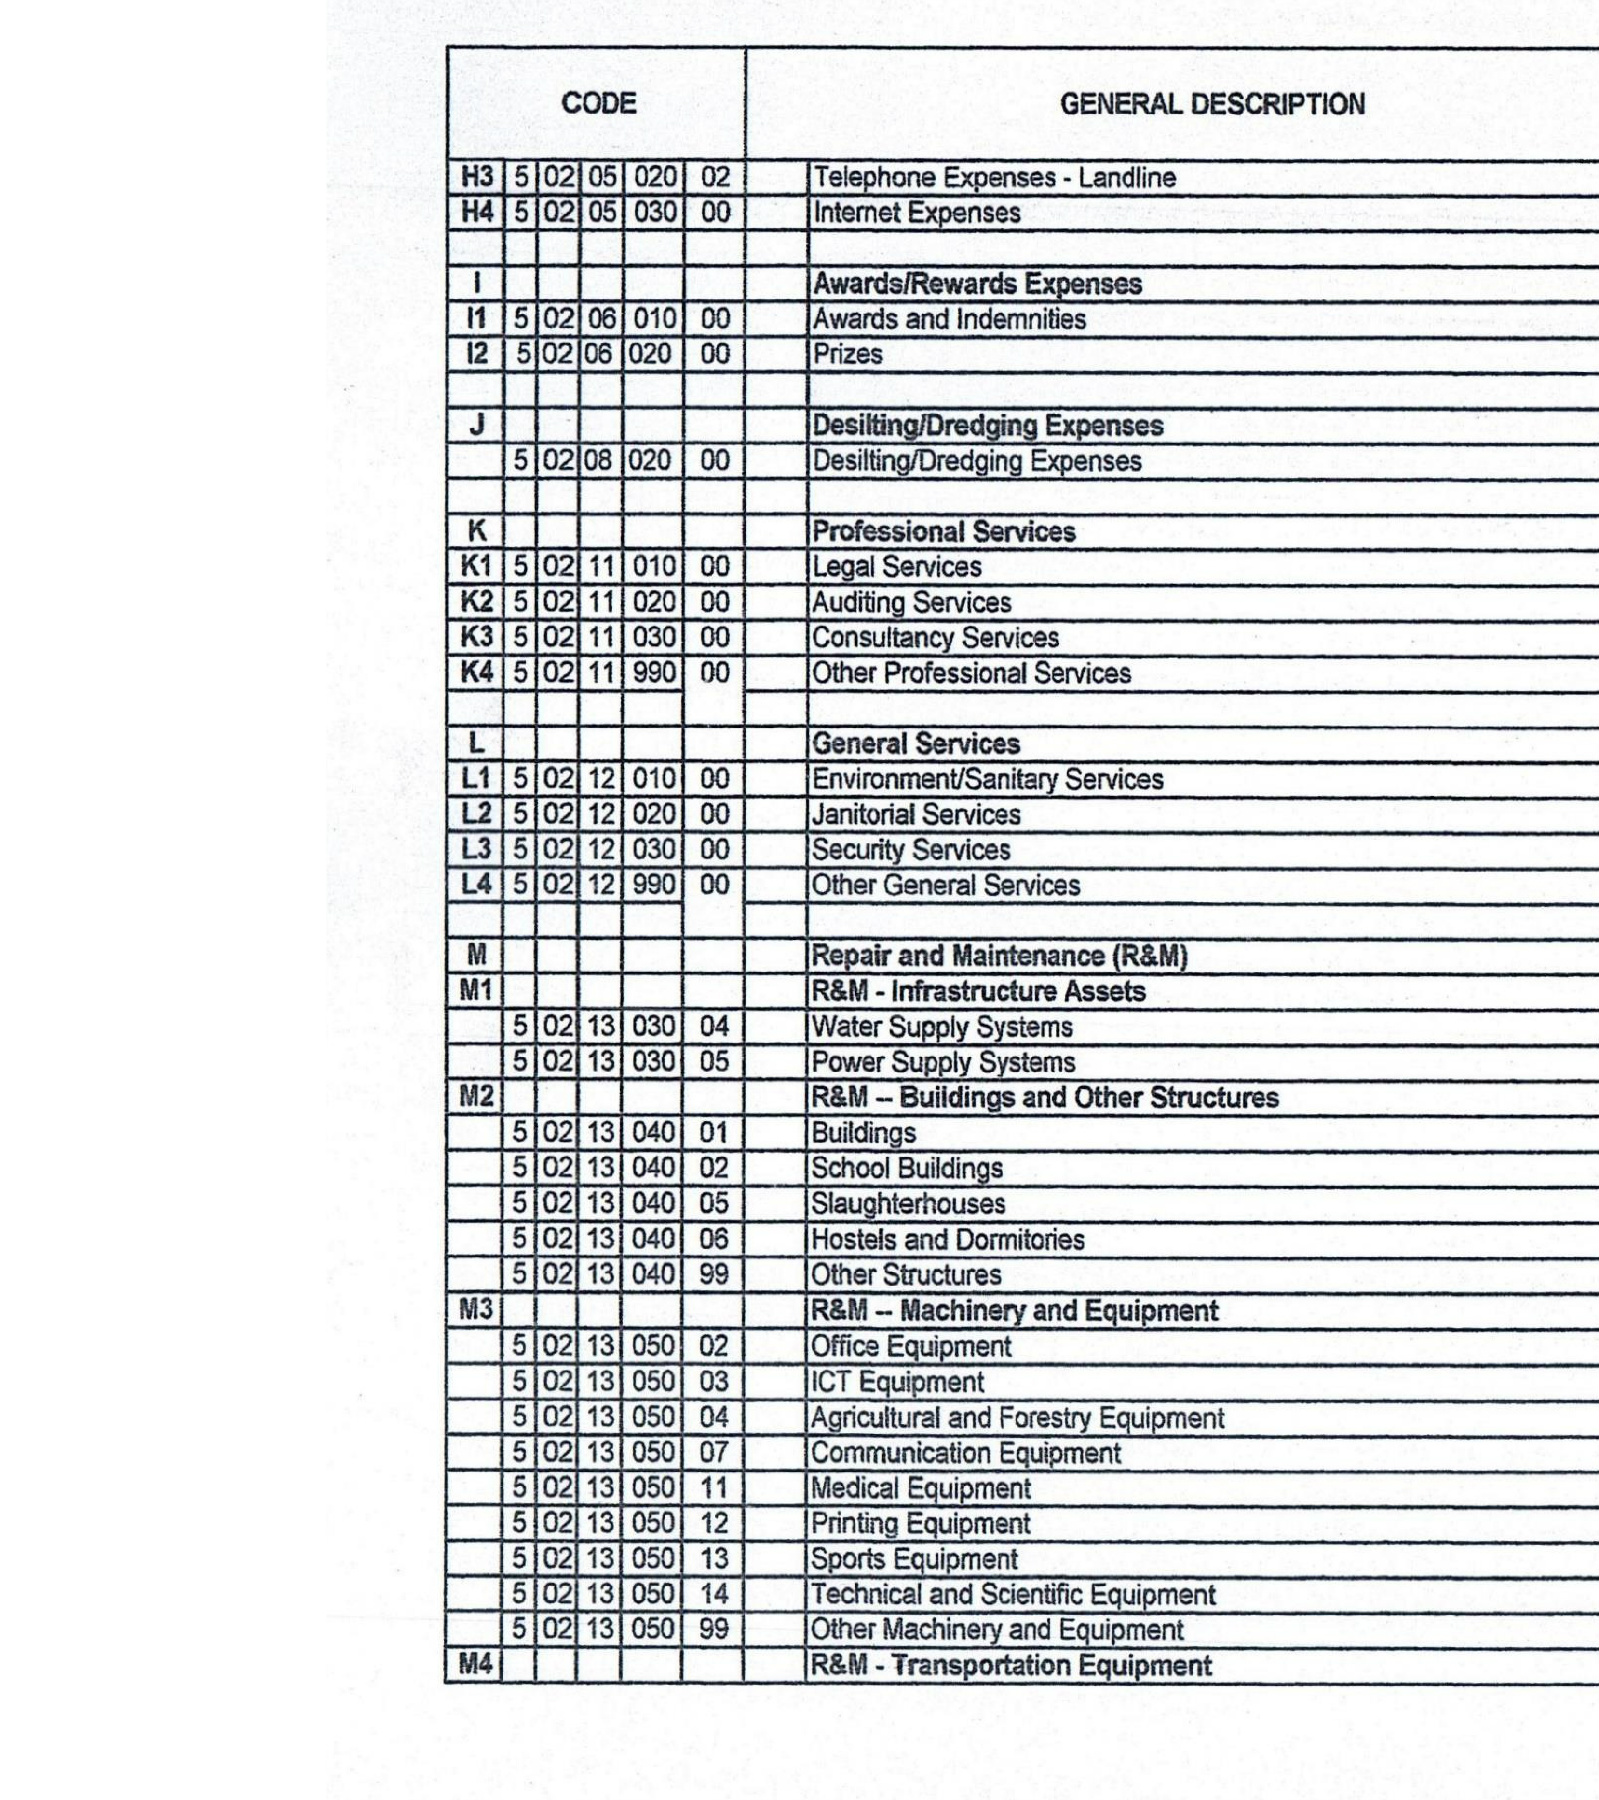 CODE GENERAL DESCRIPTION
H3 5 02 05 020 02 Telephone Expenses - Landline
H4 5 02 05 030 00 Internet Expenses
I Awards/Rewards Expenses
I1 5 02 06 010 00 Awards and Indemnities
I2 5 02 06 020 00 Prizes
J Desilting/Dredging Expenses
5 02 08 020 00 Desilting/Dredging Expenses
K Professional Services
K1 5 02 11 010 00 Legal Services
K2 5 02 11 020 00 Auditing Services
K3 5 02 11 030 00 Consultancy Services
K4 5 02 11 990 00 Other Professional Services
L General Services
L1 5 02 12 010 00 Environment/Sanitary Services
L2 5 02 12 020 00 Janitorial Services
L3 5 02 12 030 00 Security Services
L4 5 02 12 990 00 Other General Services
M Repair and Maintenance (R&M)
M1 R&M - Infrastructure Assets
5 02 13 030 04 Water Supply Systems
5 02 13 030 05 Power Supply Systems
M2 R&M -- Buildings and Other Structures
5 02 13 040 01 Buildings
5 02 13 040 02 School Buildings
5 02 13 040 05 Slaughterhouses
5 02 13 040 06 Hostels and Dormitories
5 02 13 040 99 Other Structures
M3 R&M -- Machinery and Equipment
5 02 13 050 02 Office Equipment
5 02 13 050 03 ICT Equipment
5 02 13 050 04 Agricultural and Forestry Equipment
5 02 13 050 07 Communication Equipment
5 02 13 050 11 Medical Equipment
5 02 13 050 12 Printing Equipment
5 02 13 050 13 Sports Equipment
5 02 13 050 14 Technical and Scientific Equipment
5 02 13 050 99 Other Machinery and Equipment
M4 R&M - Transportation Equipment